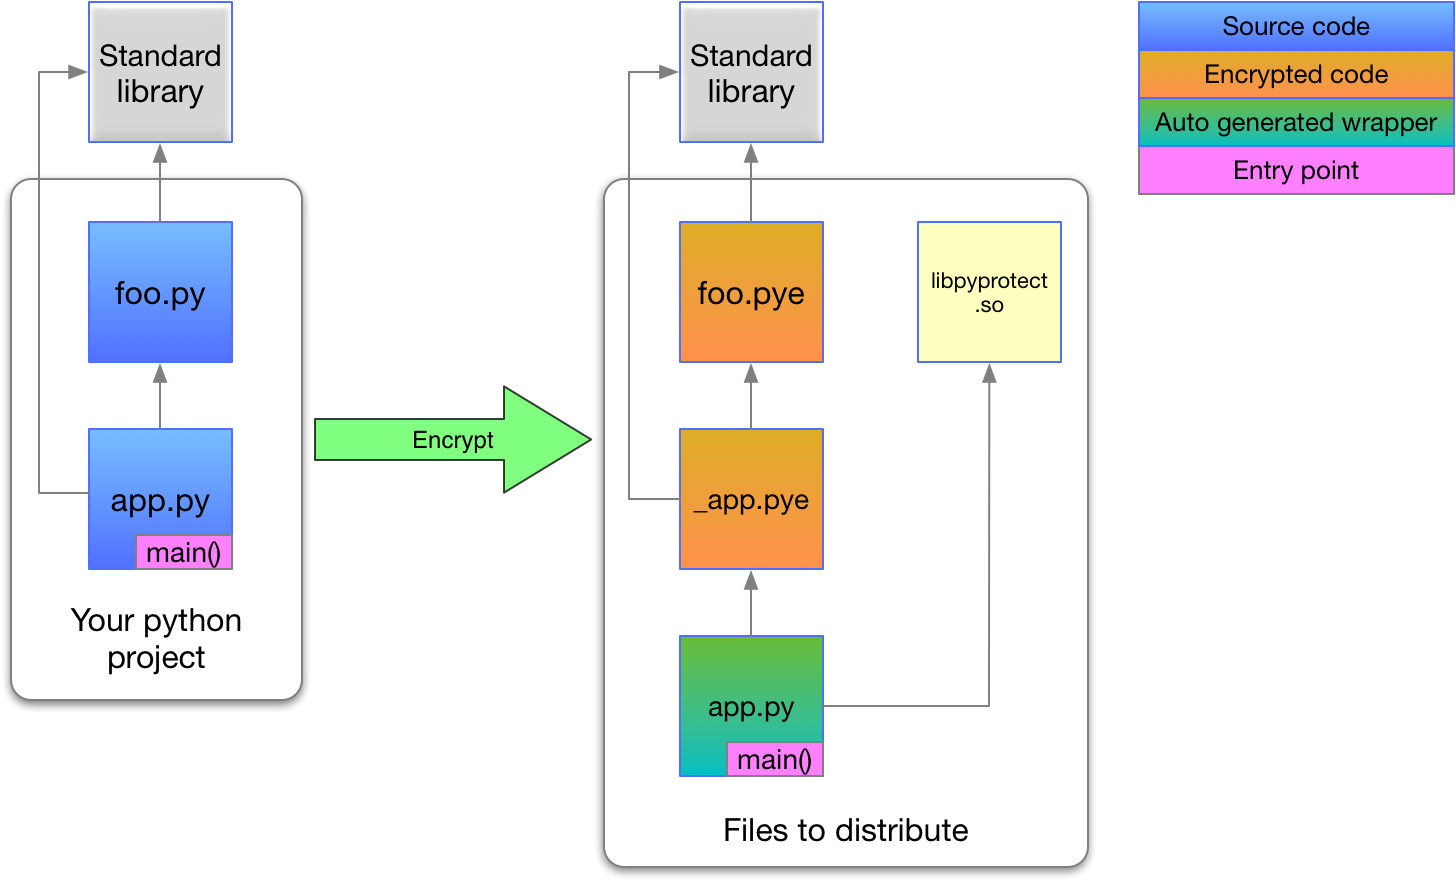 Standard
library
foo.py
app.py
main()
Your python
project
Encrypt
Standard
library
foo.pye
libpyprotect
.so
_app.pye
app.py
main()
Files to distribute
Source code
Encrypted code
Auto generated wrapper
Entry point